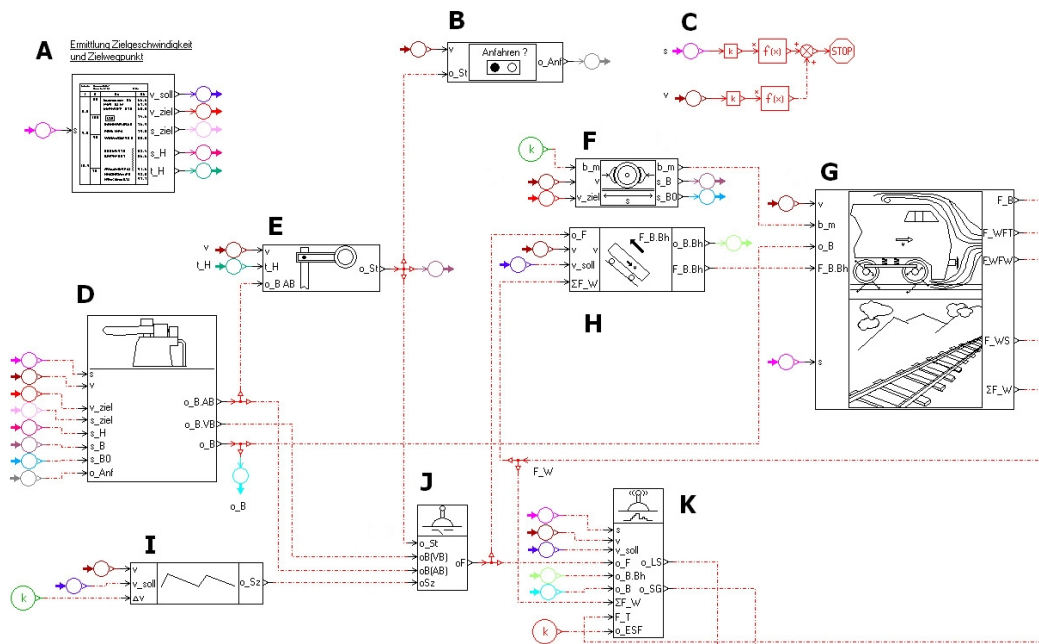 A
Ermittlung Zielgeschwindigkeit
und Zielwegpunkt
s
v_soll
v_ziel
s_ziel
s_H
t_H
B
v
o_St
Anfahren ?
o_Anf
C
s
k
f(x)
STOP
v
k
f(x)
D
s
v
v_ziel
s_ziel
s_H
s_B
s_B0
o_Anf
o_B.AB
o_B.VB
o_B
o_B
E
v
t_H
v
t_H
o_B.AB
o_St
F
k
b_m
v
v_ziel
s
b_m
s_B
s_B0
G
v
b_m
o_B
F_B.Bh
s
F_B
F_WFT
F_WFW
F_WS
ΣF_W
H
o_F
v
v_soll
ΣF_W
F_B.Bh
o_B.Bh
F_B.Bh
F_W
I
k
v
v_soll
Δv
o_Sz
J
o_St
oB(VB)
oB(AB)
oSz
oF
K
s
v
v_soll
o_F
o_B.Bh
o_B
ΣF_W
F_T
o_ESF
k
o_LS
o_SG